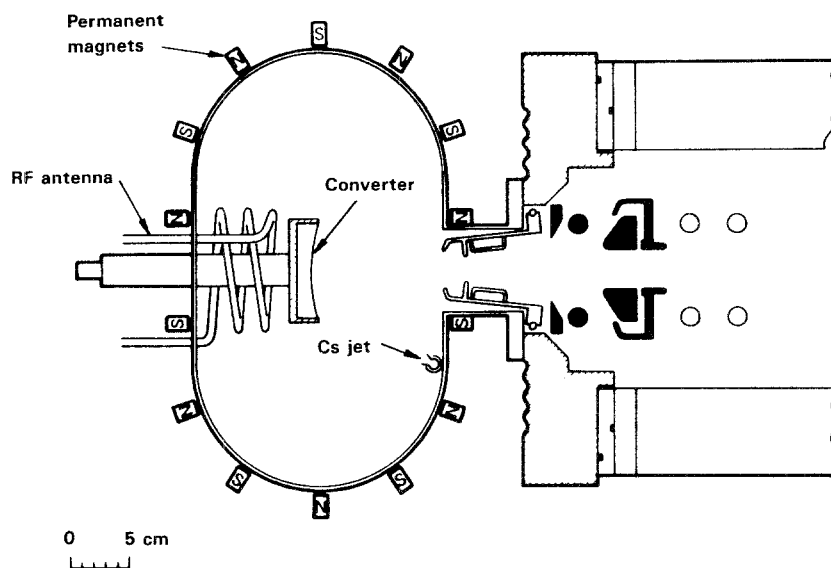 Permanent
magnets
S
N
N
S
S
RF antenna
Converter
N
N
S
S
Cs jet
N
N
S
S
N
0 5 cm